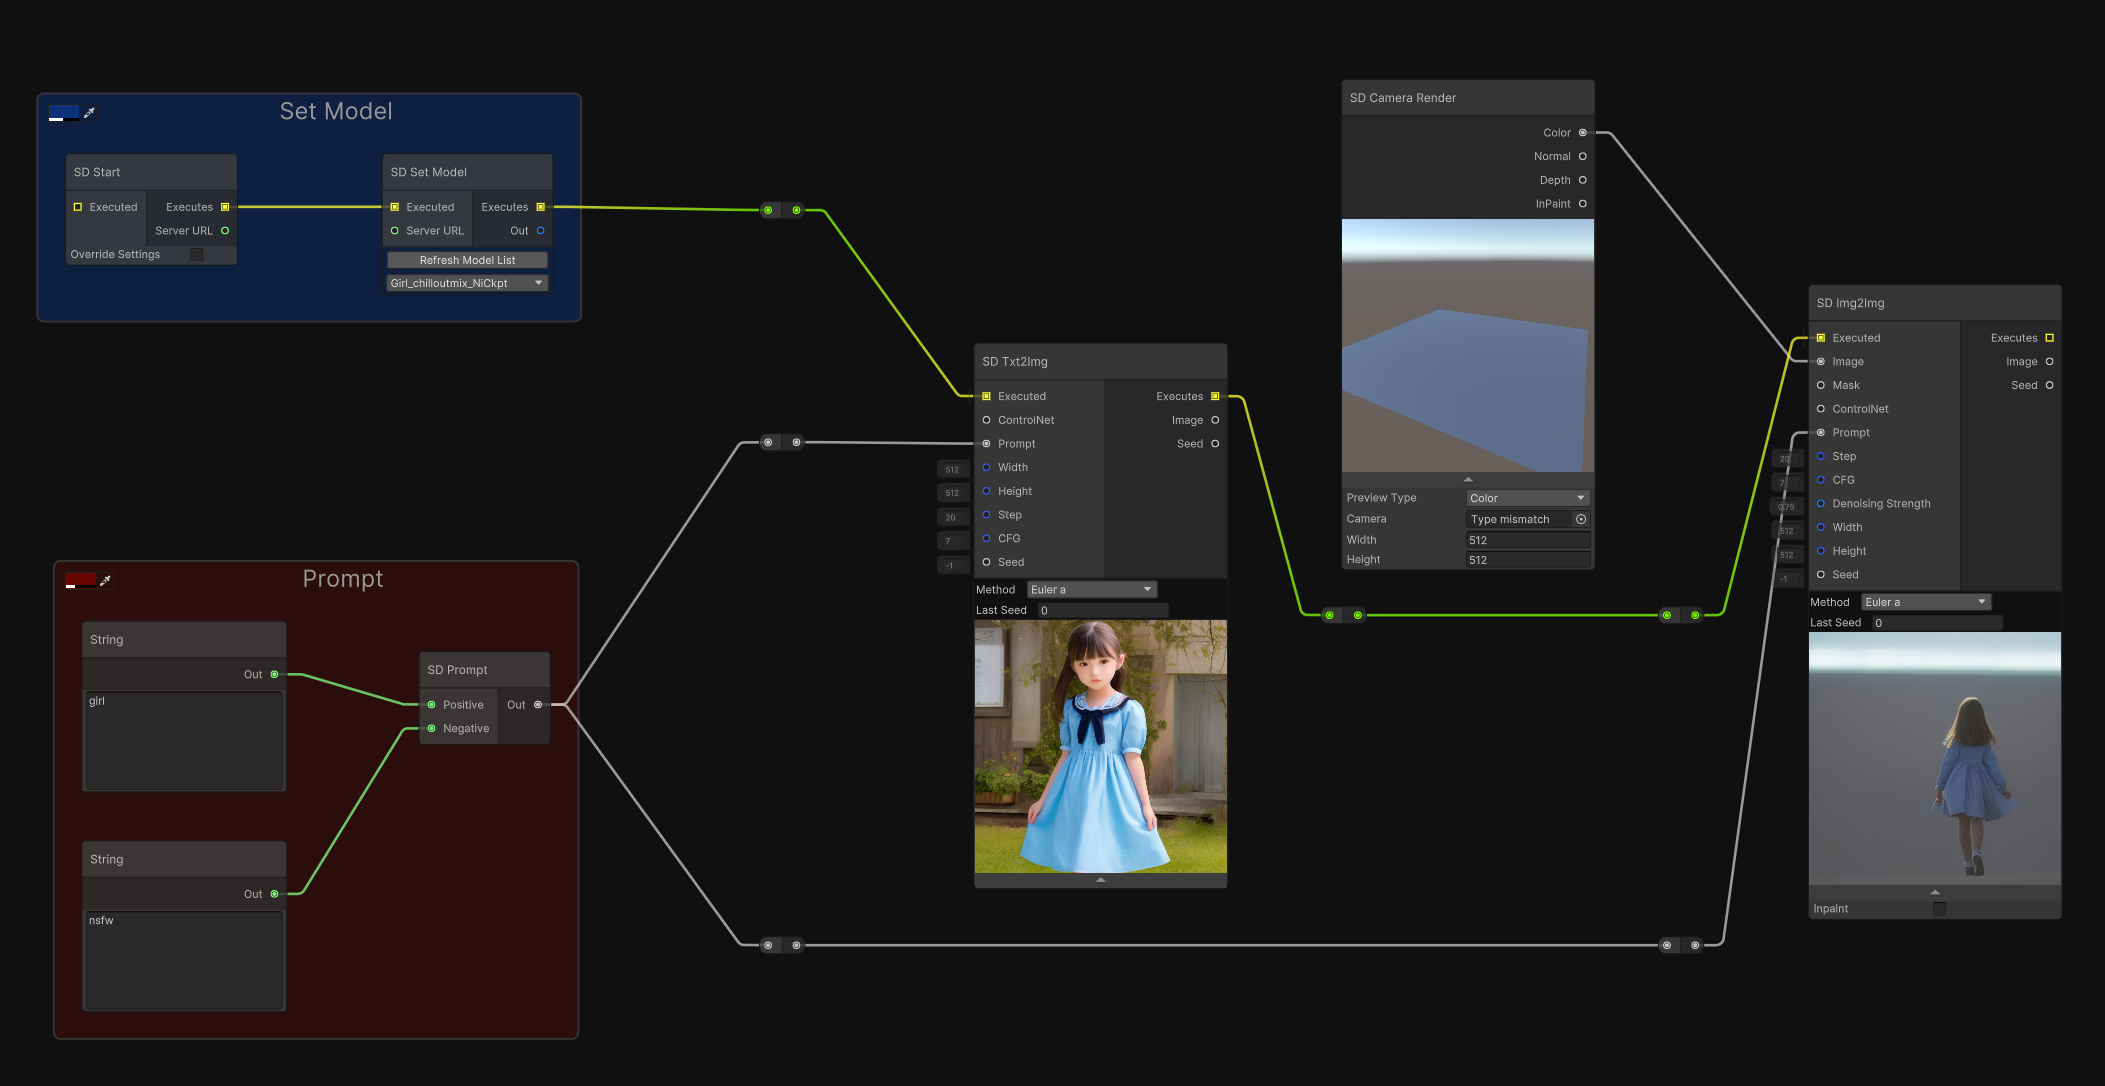 Set Model
SD Start
Executed
Executes
Server URL
Override Settings
SD Set Model
Executed
Executes
Server URL
Out
Refresh Model List
Girl_chilloutmix_NiCkpt
Prompt
String
Out
girl
String
Out
nsfw
SD Prompt
Positive
Out
Negative
SD Txt2Img
Executed
Executes
ControlNet
Image
Prompt
Seed
512
Width
512
Height
20
Step
7
CFG
-1
Seed
Method
Euler a
Last Seed
0
SD Camera Render
Color
Normal
Depth
InPaint
Preview Type
Color
Camera
Type mismatch
Width
512
Height
512
SD Img2Img
Executed
Executes
Image
Image
Mask
Seed
ControlNet
Prompt
20
Step
7
CFG
0.75
Denoising Strength
512
Width
512
Height
-1
Seed
Method
Euler a
Last Seed
0
Inpaint